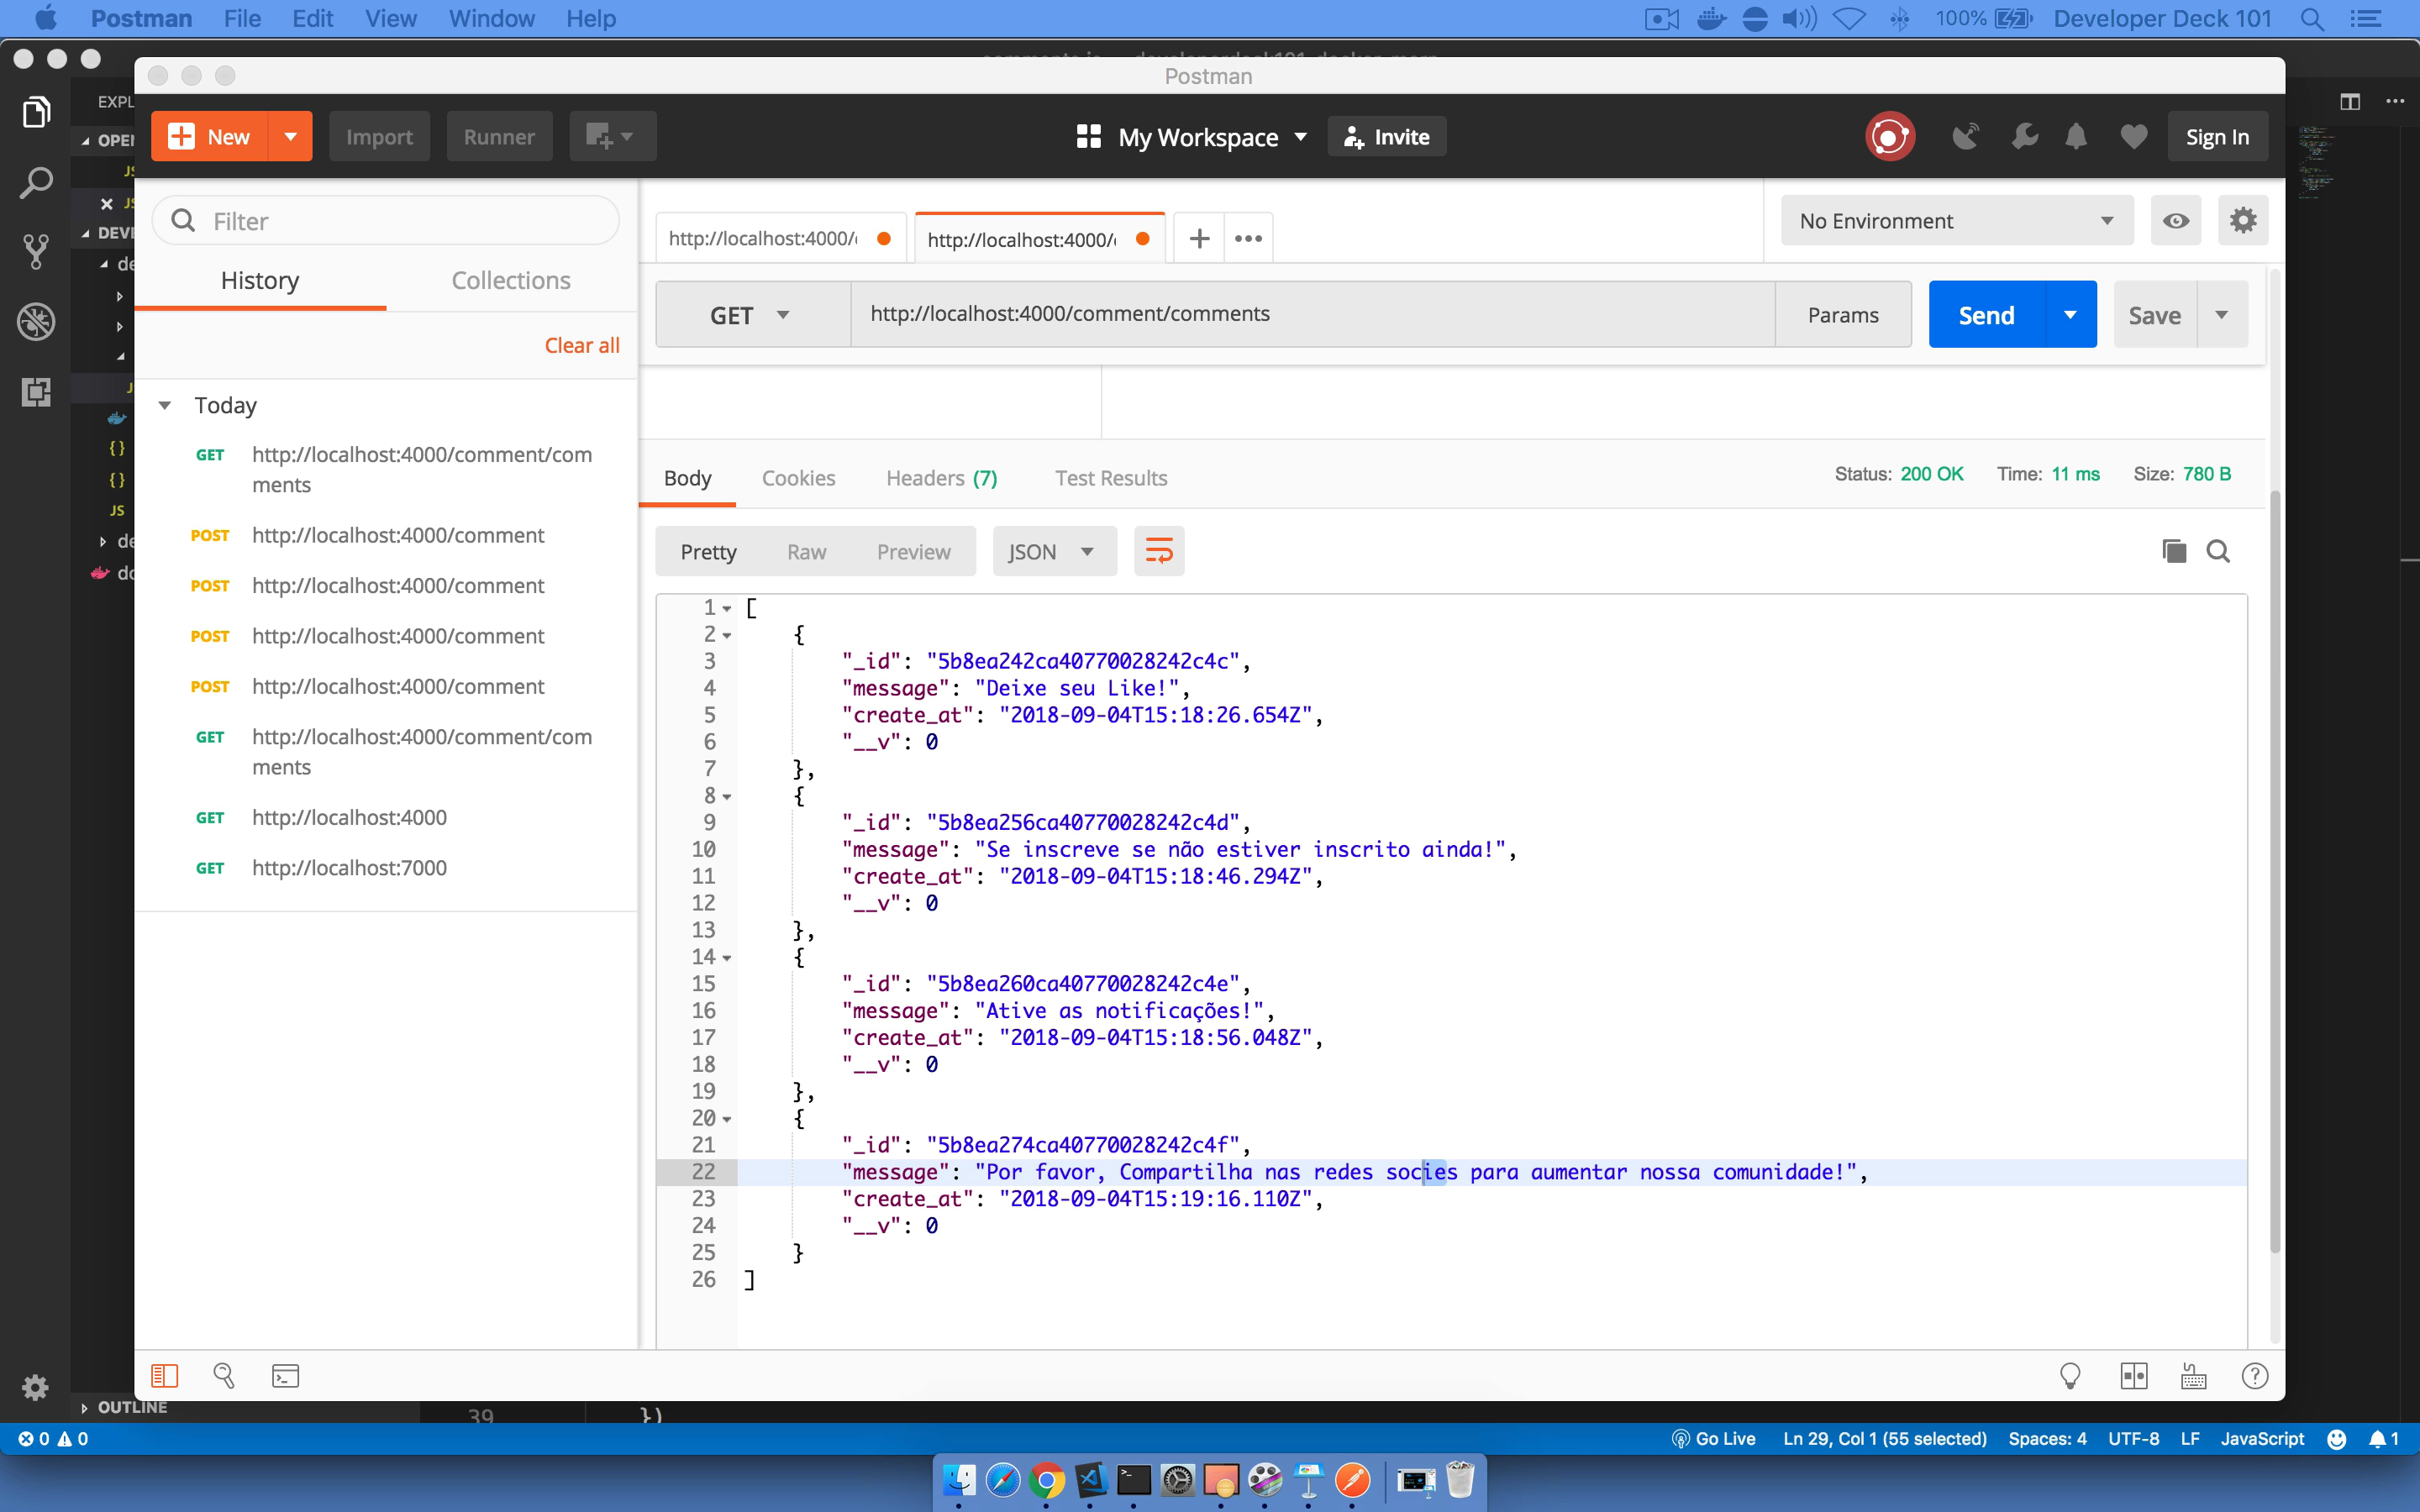 Postman File Edit View Window Help 100% Developer Deck 101
Postman
EXPL
New Import Runner My Workspace Invite Sign In
OPEN
JS
JS
DEVE
de
JS
de
do
OUTLINE
Filter
History Collections
Clear all
Today
GET http://localhost:4000/comment/com
ments
POST http://localhost:4000/comment
POST http://localhost:4000/comment
POST http://localhost:4000/comment
POST http://localhost:4000/comment
GET http://localhost:4000/comment/com
ments
GET http://localhost:4000
GET http://localhost:7000
http://localhost:4000/ http://localhost:4000/ No Environment
GET http://localhost:4000/comment/comments Params Send Save
Body Cookies Headers (7) Test Results Status: 200 OK Time: 11 ms Size: 780 B
Pretty Raw Preview JSON
1 [
2 {
3 "_id": "5b8ea242ca40770028242c4c",
4 "message": "Deixe seu Like!",
5 "create_at": "2018-09-04T15:18:26.654Z",
6 "__v": 0
7 },
8 {
9 "_id": "5b8ea256ca40770028242c4d",
10 "message": "Se inscreve se não estiver inscrito ainda!",
11 "create_at": "2018-09-04T15:18:46.294Z",
12 "__v": 0
13 },
14 {
15 "_id": "5b8ea260ca40770028242c4e",
16 "message": "Ative as notificações!",
17 "create_at": "2018-09-04T15:18:56.048Z",
18 "__v": 0
19 },
20 {
21 "_id": "5b8ea274ca40770028242c4f",
22 "message": "Por favor, Compartilha nas redes socies para aumentar nossa comunidade!",
23 "create_at": "2018-09-04T15:19:16.110Z",
24 "__v": 0
25 }
26 ]
39 })
0 0 Go Live Ln 29, Col 1 (55 selected) Spaces: 4 UTF-8 LF JavaScript 1